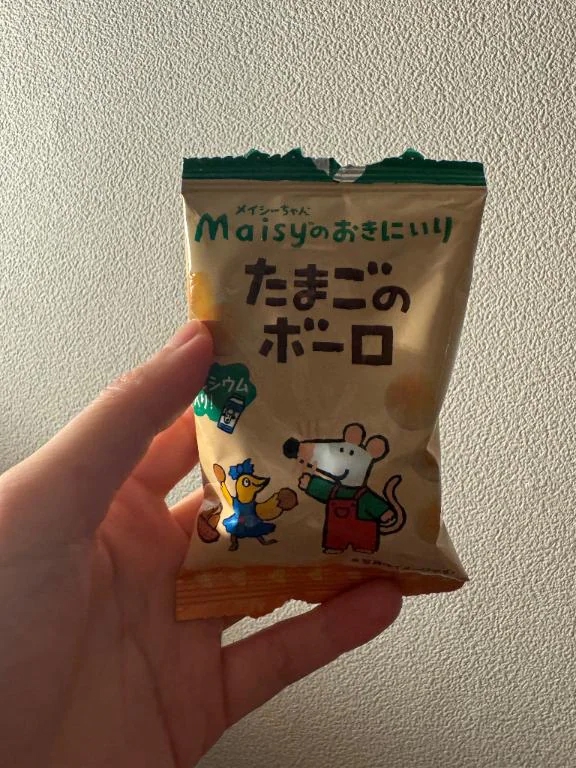 メイシーちゃん
Maisyのおきにいり
たまごの
ボーロ
シウム